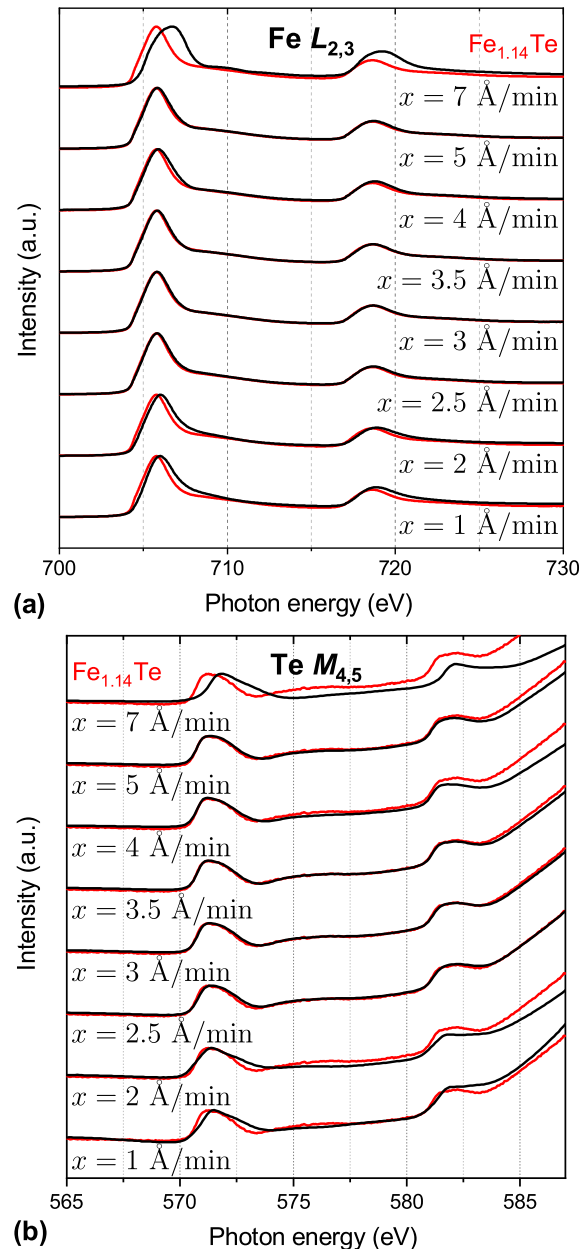 Fe L2,3
Fe1.14Te
x = 7 Å/min
x = 5 Å/min
x = 4 Å/min
x = 3.5 Å/min
x = 3 Å/min
x = 2.5 Å/min
x = 2 Å/min
x = 1 Å/min
Intensity (a.u.)
700 710 720 730
(a)
Photon energy (eV)
Fe1.14Te
Te M4,5
x = 7 Å/min
x = 5 Å/min
x = 4 Å/min
x = 3.5 Å/min
x = 3 Å/min
x = 2.5 Å/min
x = 2 Å/min
x = 1 Å/min
Intensity (a.u.)
565 570 575 580 585
(b)
Photon energy (eV)